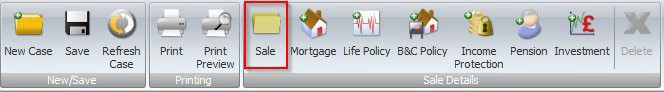 New Case Save Refresh Case Print Print Preview Sale Mortgage Life Policy B&C Policy Income Protection Pension Investment Delete
New/Save Printing Sale Details